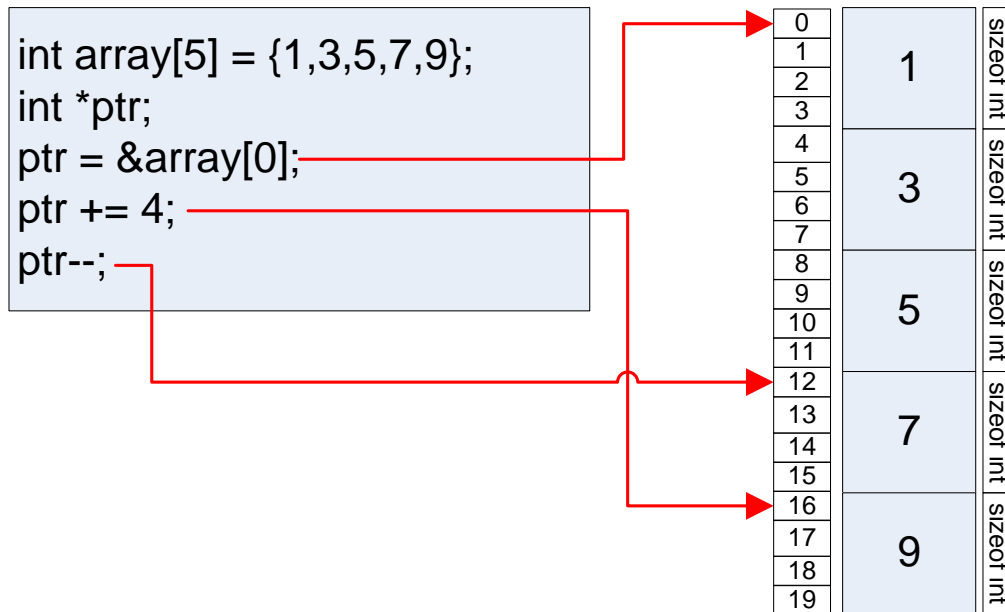 int array[5] = {1,3,5,7,9};
int *ptr;
ptr = &array[0];
ptr += 4;
ptr--;
0
1
2
3
4
5
6
7
8
9
10
11
12
13
14
15
16
17
18
19
1
3
5
7
9
sizeof int
sizeof int
sizeof int
sizeof int
sizeof int